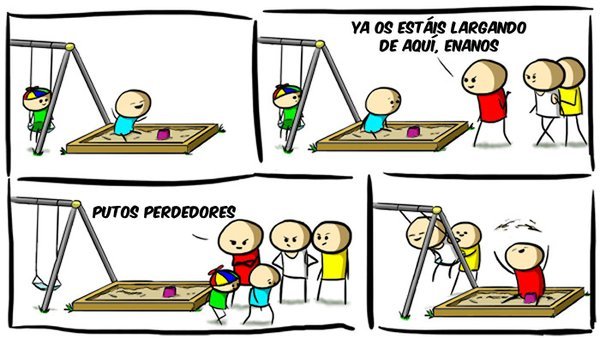 YA OS ESTÁIS LARGANDO
DE AQUÍ, ENANOS
PUTOS PERDEDORES